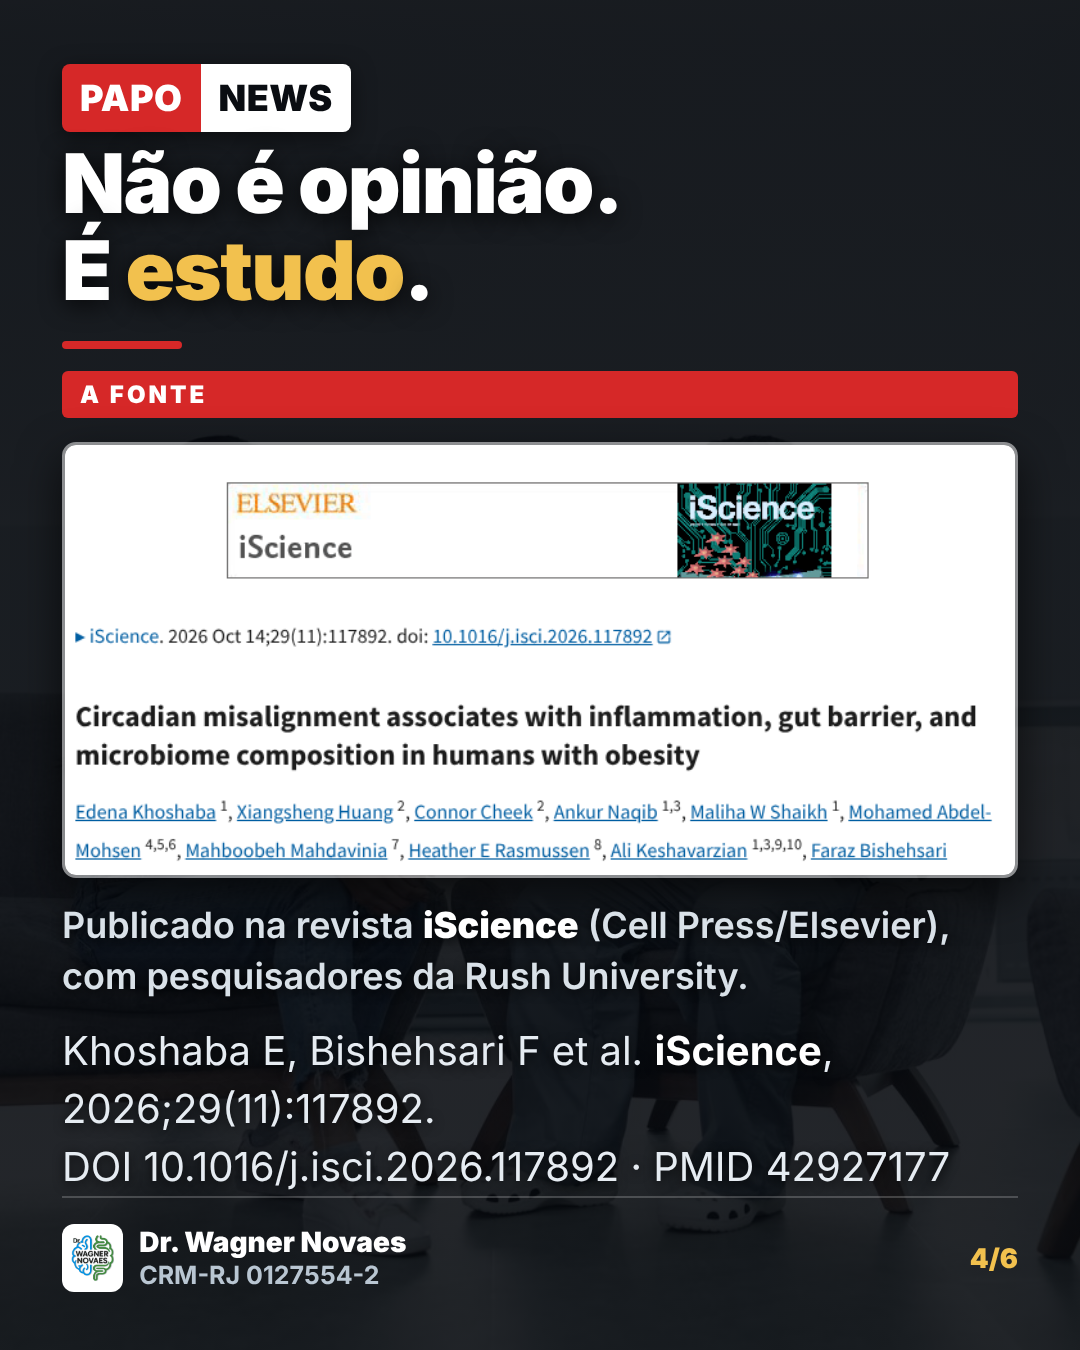 PAPO NEWS
Não é opinião.
É estudo.
A FONTE
ELSEVIER
iScience
iScience
▸ iScience. 2026 Oct 14;29(11):117892. doi: 10.1016/j.isci.2026.117892
Circadian misalignment associates with inflammation, gut barrier, and
microbiome composition in humans with obesity
Edena Khoshaba 1, Xiangsheng Huang 2, Connor Cheek 2, Ankur Naqib 1,3, Maliha W Shaikh 1, Mohamed Abdel-
Mohsen 4,5,6, Mahboobeh Mahdavinia 7, Heather E Rasmussen 8, Ali Keshavarzian 1,3,9,10, Faraz Bishehsari
Publicado na revista iScience (Cell Press/Elsevier),
com pesquisadores da Rush University.
Khoshaba E, Bishehsari F et al. iScience,
2026;29(11):117892.
DOI 10.1016/j.isci.2026.117892 · PMID 42927177
Dr.
WAGNER
NOVAES
Dr. Wagner Novaes
CRM-RJ 0127554-2
4/6